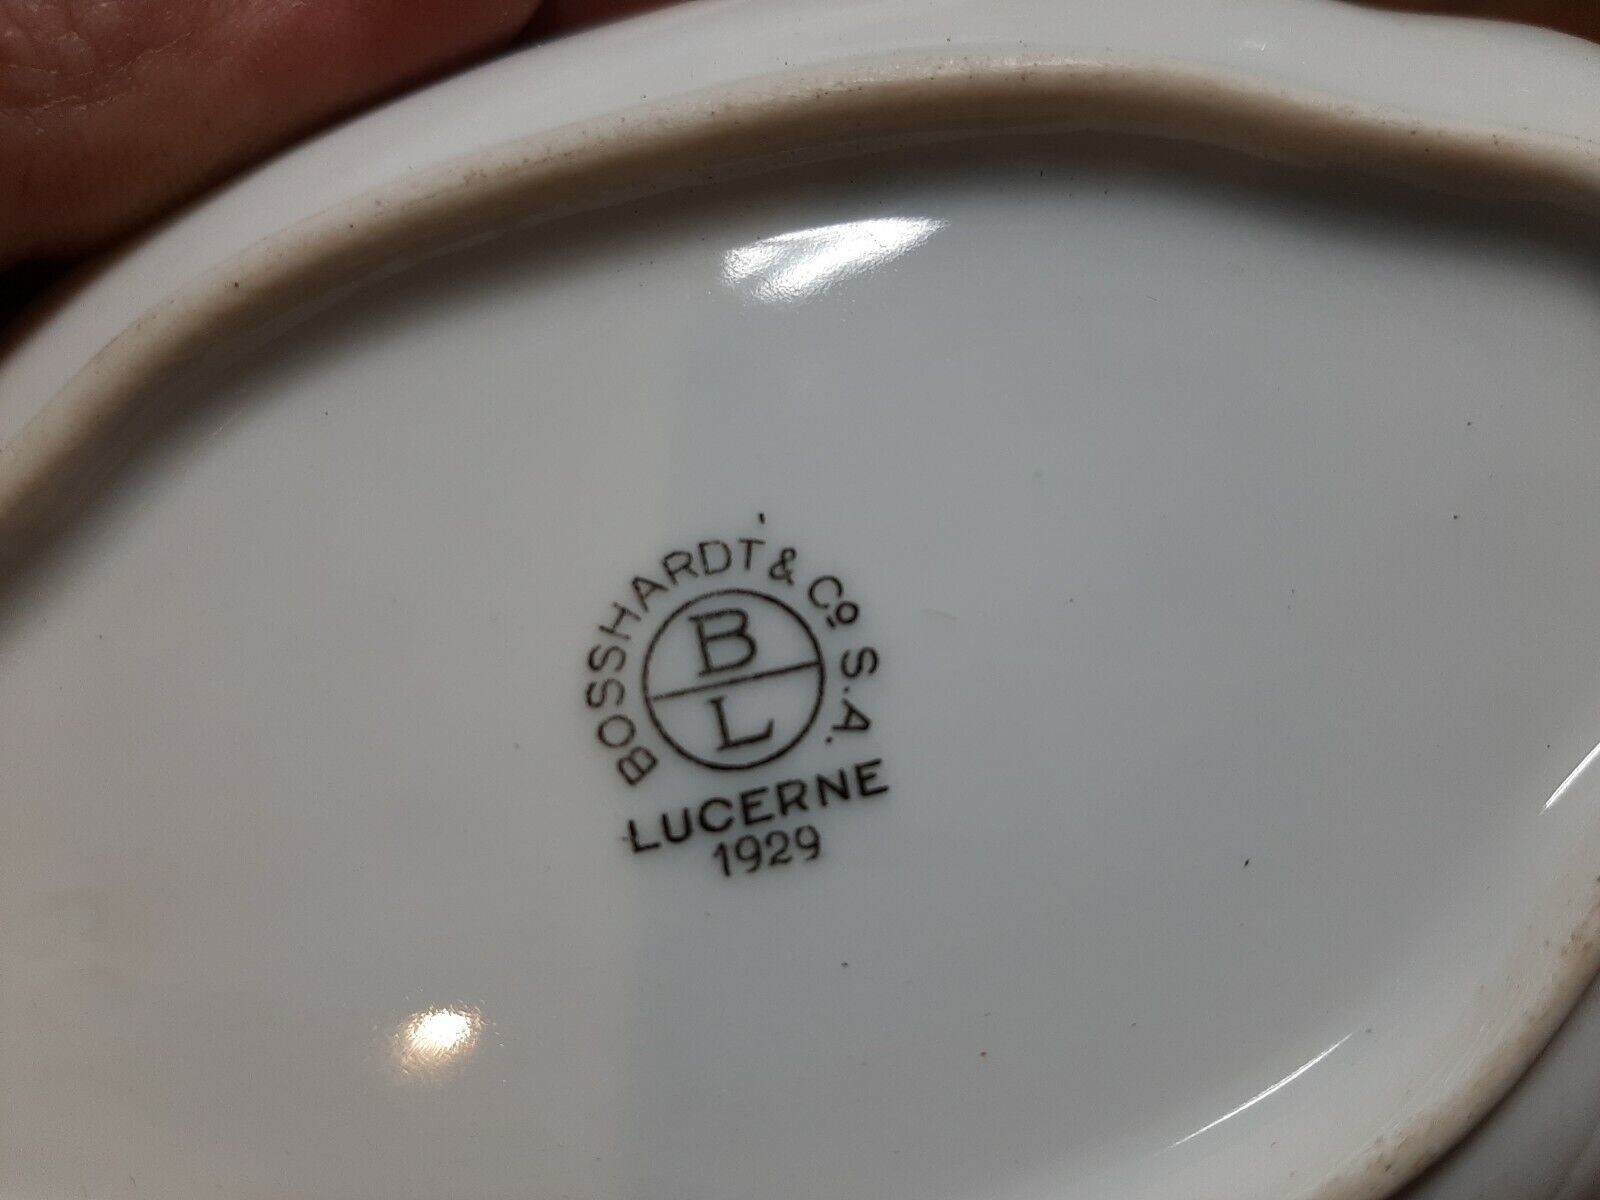 BOSSHARDT & Cº S.A.
B
L
LUCERNE
1929